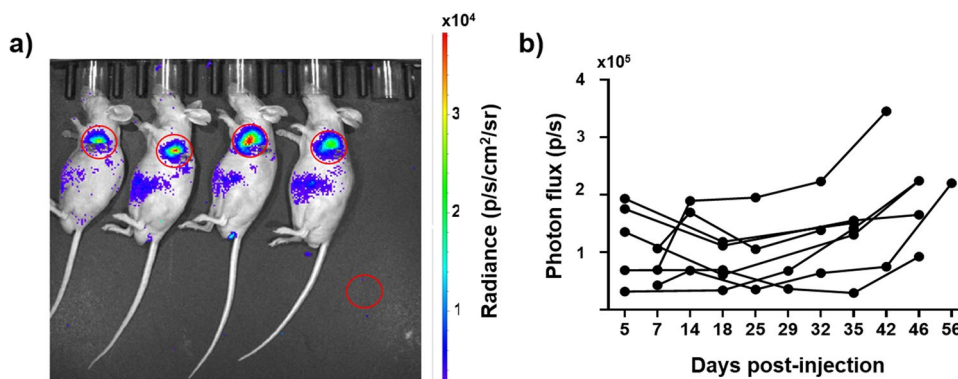 a)
x10⁴
3
2
1
Radiance (p/s/cm²/sr)
b)
x10⁵
4
3
2
1
Photon flux (p/s)
5 7 14 18 25 29 32 35 42 46 56
Days post-injection